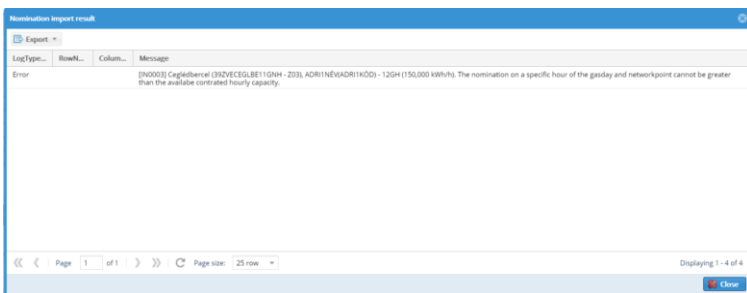 Nomination import result
Export
LogType... RowN... Colum... Message
Error [IN0003] Ceglédbercel (39ZVECEGLBE11GNH - Z03), ADRI1NÉV(ADRI1KÓD) - 12GH (150,000 kWh/h). The nomination on a specific hour of the gasday and networkpoint cannot be greater
than the availabe contrated hourly capacity.
Page 1 of 1 Page size: 25 row Displaying 1 - 4 of 4
Close